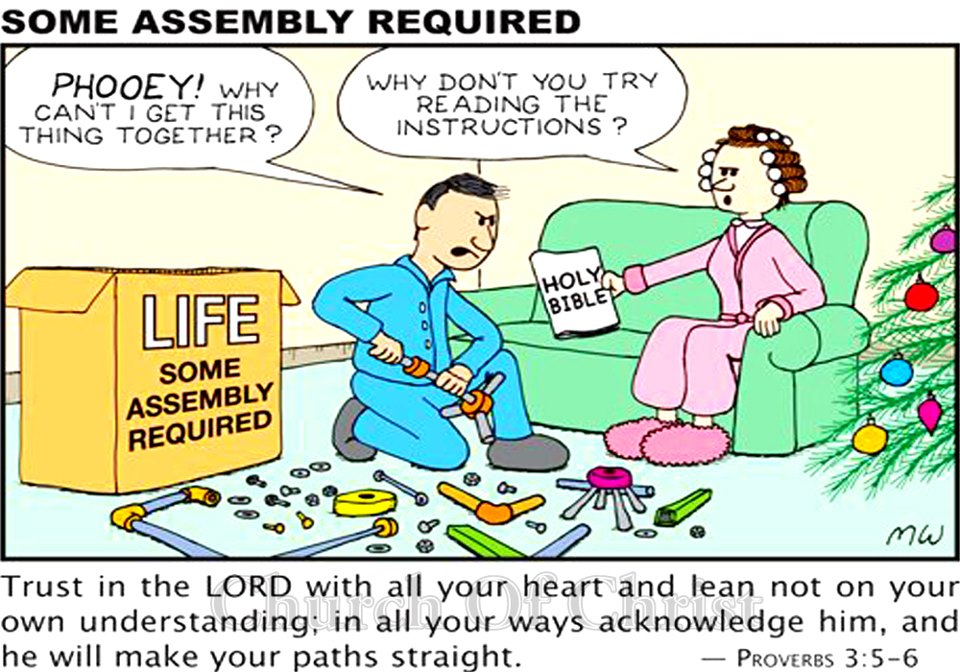 SOME ASSEMBLY REQUIRED
PHOOEY! WHY
CAN'T I GET THIS
THING TOGETHER?
WHY DON'T YOU TRY
READING THE
INSTRUCTIONS?
HOLY
BIBLE
LIFE
SOME
ASSEMBLY
REQUIRED
MW
Trust in the LORD with all your heart and lean not on your
own understanding; in all your ways acknowledge him, and
he will make your paths straight.
— PROVERBS 3:5–6
Church Of Christ